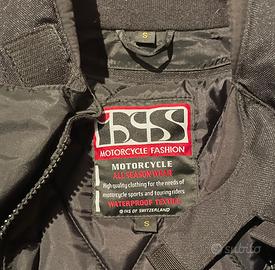 S
iXS
MOTORCYCLE FASHION
MOTORCYCLE
ALL SEASON WEAR
High quality clothing for the needs of
motorcycle sports and touring riders
WATERPROOF TEXTILE
© IXS OF SWITZERLAND
S
subito